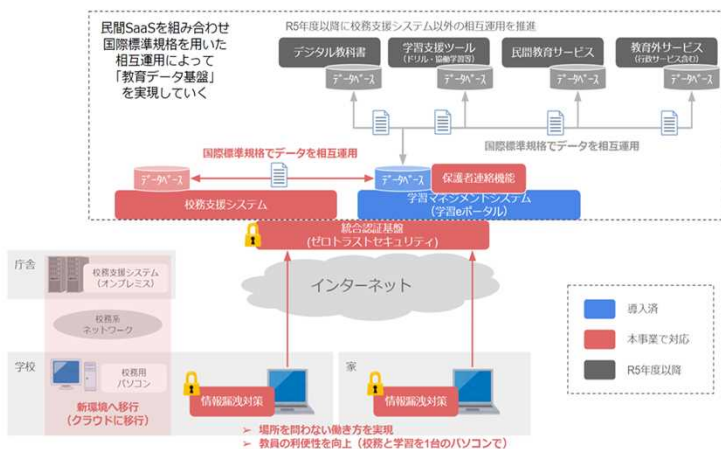 民間SaaSを組み合わせ
国際標準規格を用いた
相互運用によって
「教育データ基盤」
を実現していく
R5年度以降に校務支援システム以外の相互運用を推進
デジタル教科書
学習支援ツール
(ドリル・協働学習等)
民間教育サービス
教育外サービス
(行政サービス含む)
データベース
データベース
データベース
データベース
国際標準規格でデータを相互運用
国際標準規格でデータを相互運用
データベース
データベース
保護者連絡機能
校務支援システム
学習マネジメントシステム
(学習eポータル)
統合認証基盤
(ゼロトラストセキュリティ)
庁舎
校務支援システム
(オンプレミス)
インターネット
校務系
ネットワーク
導入済
本事業で対応
R5年度以降
学校
校務用
パソコン
家
新環境へ移行
(クラウドに移行)
情報漏洩対策
情報漏洩対策
➢ 場所を問わない働き方を実現
➢ 教員の利便性を向上(校務と学習を1台のパソコンで)